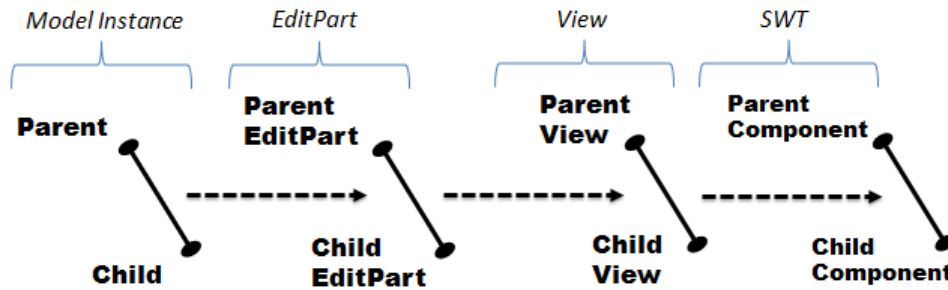 Model Instance
EditPart
View
SWT
Parent
Parent
EditPart
Parent
View
Parent
Component
Child
Child
EditPart
Child
View
Child
Component